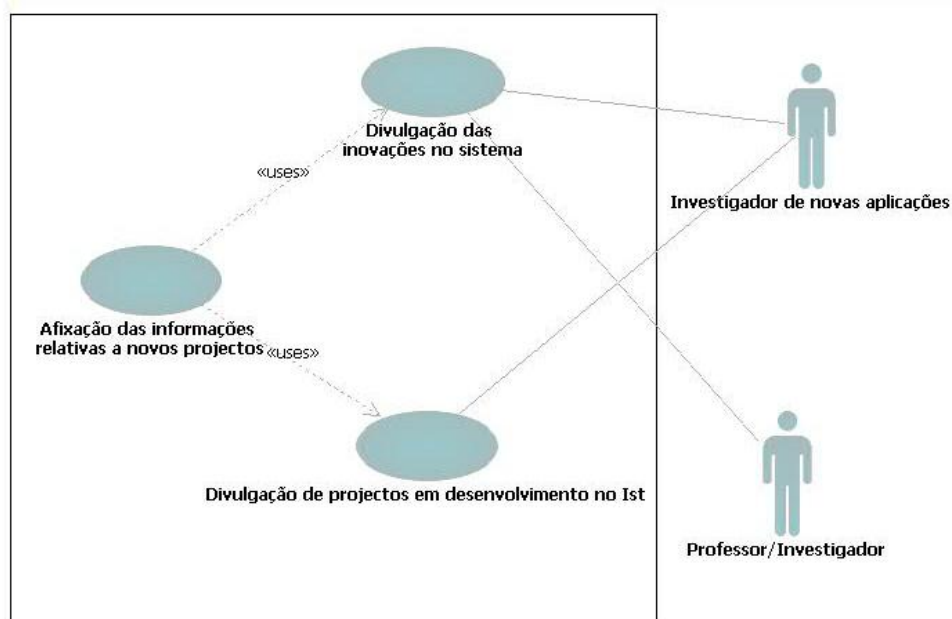 Divulgação das
inovações no sistema
«uses»
Investigador de novas aplicações
Afixação das informações
relativas a novos projectos
«uses»
Divulgação de projectos em desenvolvimento no Ist
Professor/Investigador